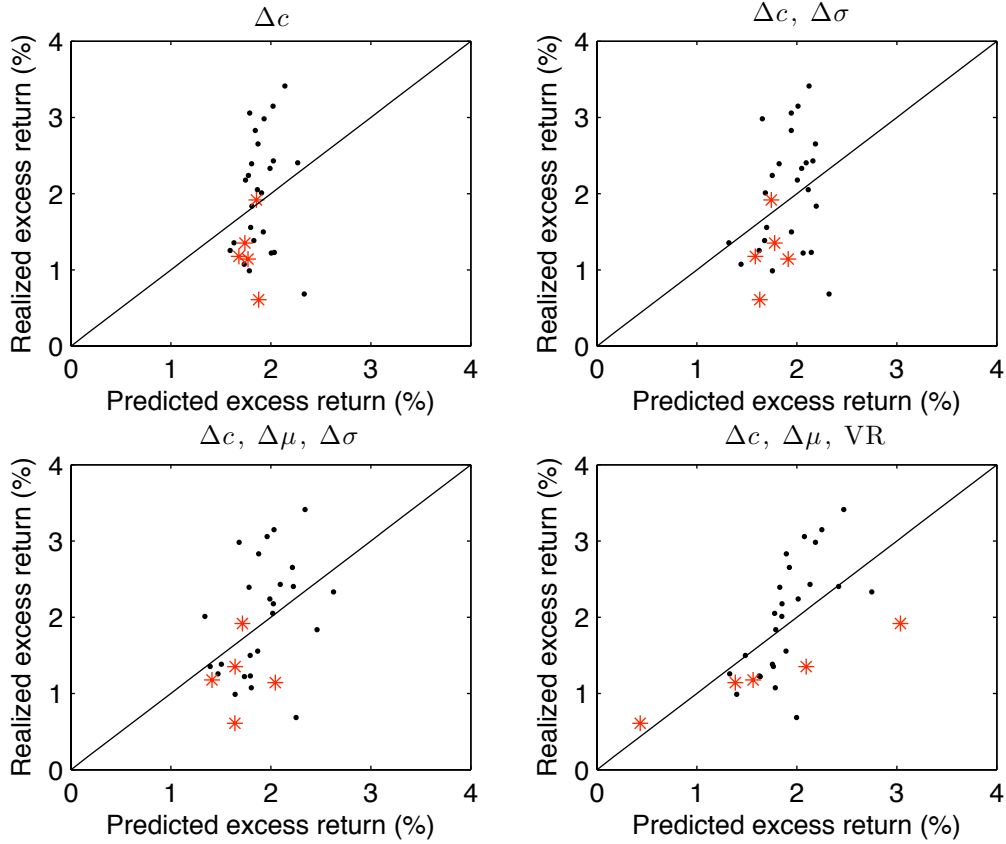 Δc
Δc, Δσ
4
3
2
1
0
Realized excess return (%)
0 1 2 3 4
Predicted excess return (%)
4
3
2
1
0
Realized excess return (%)
0 1 2 3 4
Predicted excess return (%)
Δc, Δμ, Δσ
Δc, Δμ, VR
4
3
2
1
0
Realized excess return (%)
0 1 2 3 4
Predicted excess return (%)
4
3
2
1
0
Realized excess return (%)
0 1 2 3 4
Predicted excess return (%)